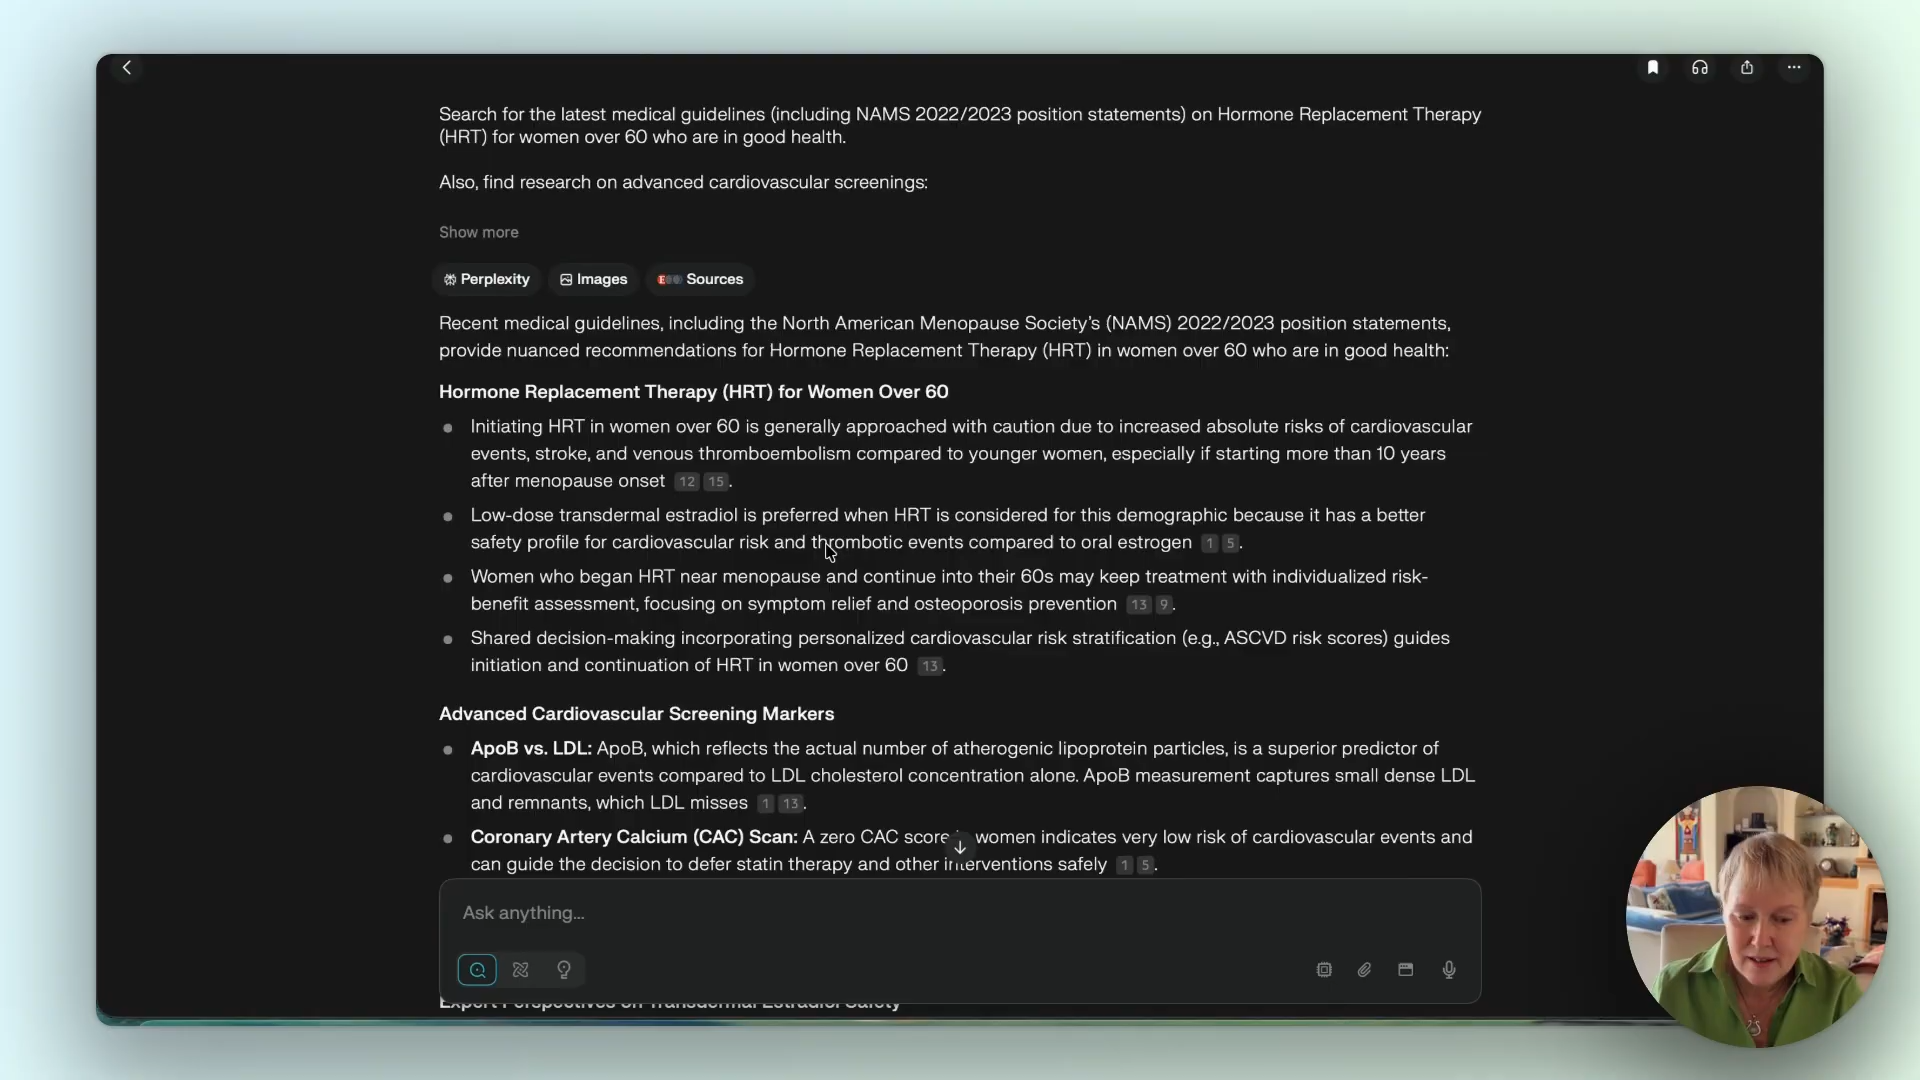 Search for the latest medical guidelines (including NAMS 2022/2023 position statements) on Hormone Replacement Therapy
(HRT) for women over 60 who are in good health.
Also, find research on advanced cardiovascular screenings:
Show more
Perplexity Images Sources
Recent medical guidelines, including the North American Menopause Society's (NAMS) 2022/2023 position statements,
provide nuanced recommendations for Hormone Replacement Therapy (HRT) in women over 60 who are in good health:
Hormone Replacement Therapy (HRT) for Women Over 60
Initiating HRT in women over 60 is generally approached with caution due to increased absolute risks of cardiovascular
events, stroke, and venous thromboembolism compared to younger women, especially if starting more than 10 years
after menopause onset 12 15.
Low-dose transdermal estradiol is preferred when HRT is considered for this demographic because it has a better
safety profile for cardiovascular risk and thrombotic events compared to oral estrogen 1 5.
Women who began HRT near menopause and continue into their 60s may keep treatment with individualized risk-
benefit assessment, focusing on symptom relief and osteoporosis prevention 13 9.
Shared decision-making incorporating personalized cardiovascular risk stratification (e.g., ASCVD risk scores) guides
initiation and continuation of HRT in women over 60 13.
Advanced Cardiovascular Screening Markers
ApoB vs. LDL: ApoB, which reflects the actual number of atherogenic lipoprotein particles, is a superior predictor of
cardiovascular events compared to LDL cholesterol concentration alone. ApoB measurement captures small dense LDL
and remnants, which LDL misses 1 13.
Coronary Artery Calcium (CAC) Scan: A zero CAC score women indicates very low risk of cardiovascular events and
can guide the decision to defer statin therapy and other interventions safely 1 5.
Ask anything...
Expert Perspectives on Transdermal Estradiol Safety